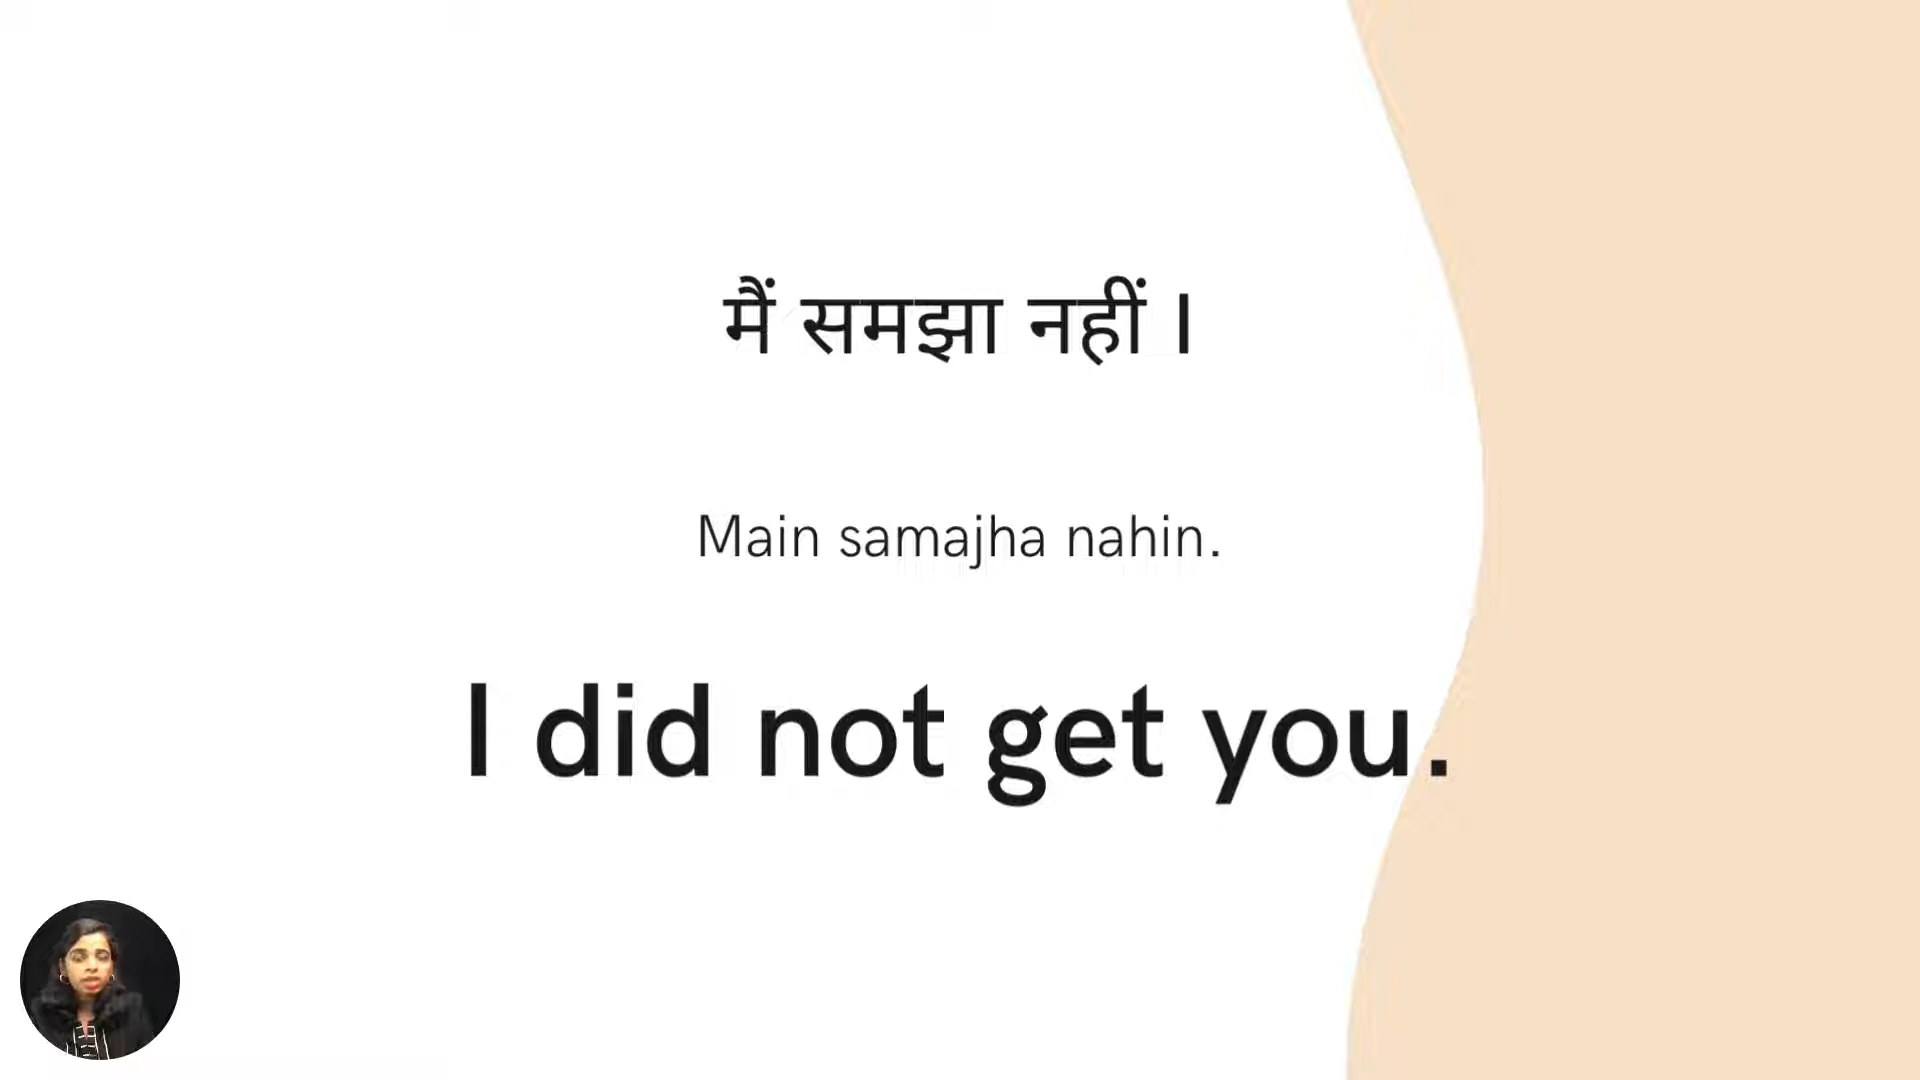 मैं समझा नहीं ।
Main samajha nahin.
I did not get you.